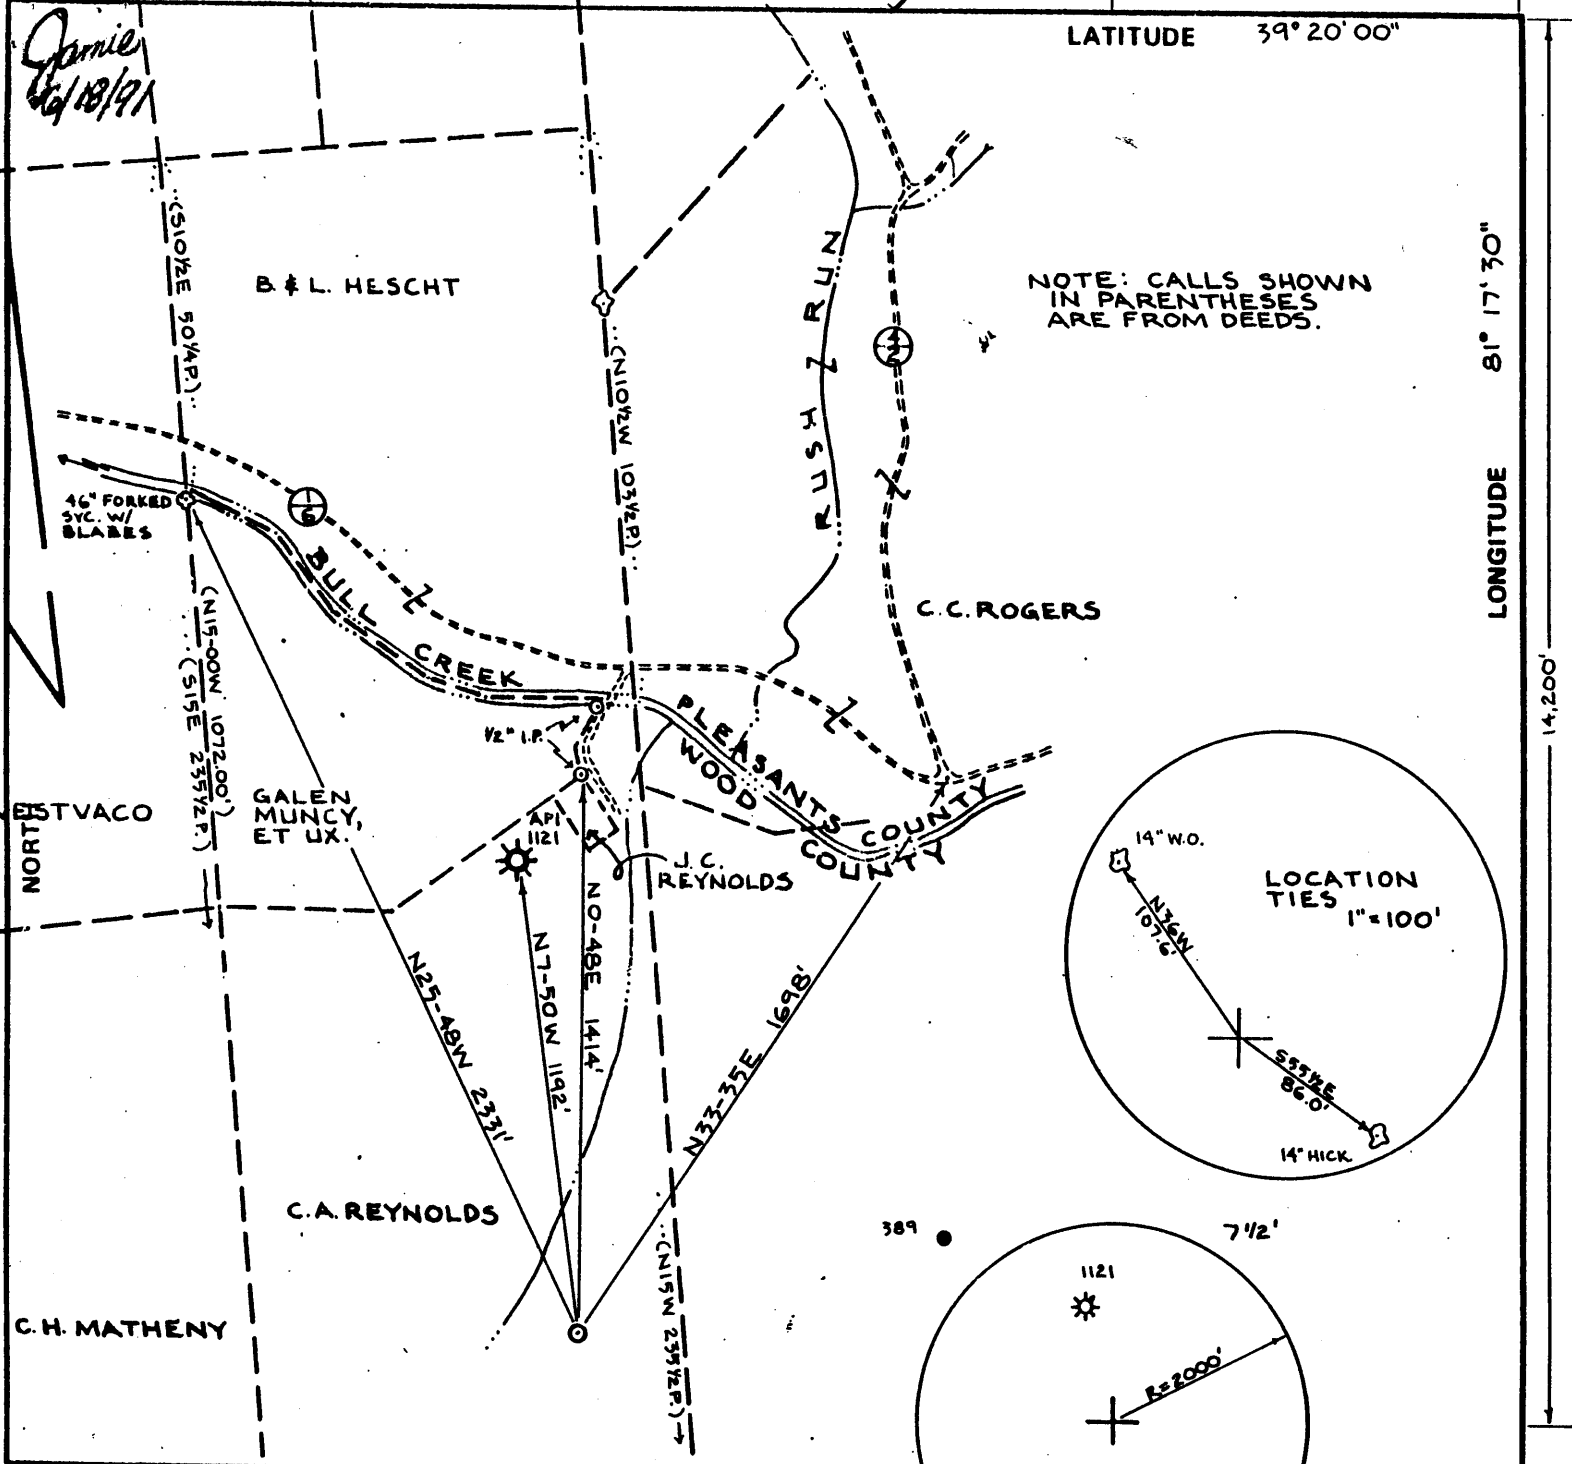 Jamie
6/18/91
LATITUDE 39° 20' 00"
LONGITUDE 81° 17' 30"
14,200'
(S10½E 50¼P.)
B. & L. HESCHT
(N10½W 103½P.)
RUSH RUN
NOTE: CALLS SHOWN
IN PARENTHESES
ARE FROM DEEDS.
46" FORKED
SYC. W/
BLAZES
1
6
BULL CREEK
C.C. ROGERS
(N15-00W 1072.00')
(S15E 235½P.)
½" I.P.
PLEASANTS COUNTY
WOOD COUNTY
ESTVACO
NORTH
GALEN
MUNCY,
ET UX.
API
1121
J.C.
REYNOLDS
14" W.O.
N36W
107.6'
LOCATION
TIES
1"=100'
S55½E
86.0'
14" HICK.
N25-48W 2331'
N7-50W 1192'
N0-48E 1414'
N33-35E 1698'
C.A. REYNOLDS
(N15W 235½P.)
C.H. MATHENY
389
7½'
1121
R=2000'